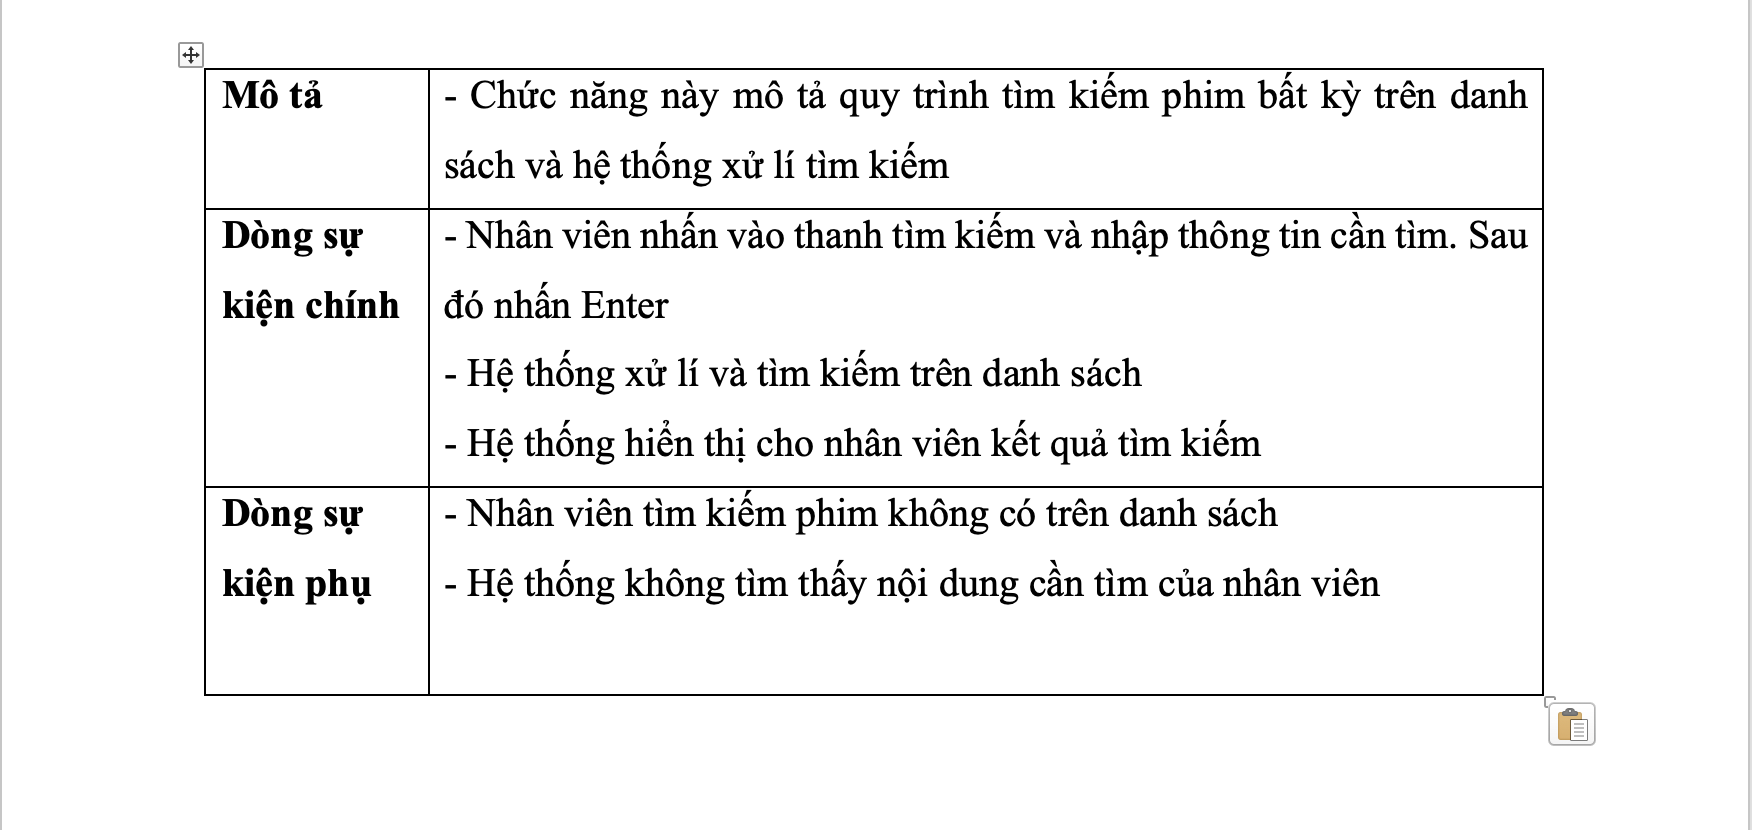 Mô tả
- Chức năng này mô tả quy trình tìm kiếm phim bất kỳ trên danh
sách và hệ thống xử lí tìm kiếm
Dòng sự
kiện chính
- Nhân viên nhấn vào thanh tìm kiếm và nhập thông tin cần tìm. Sau
đó nhấn Enter
- Hệ thống xử lí và tìm kiếm trên danh sách
- Hệ thống hiển thị cho nhân viên kết quả tìm kiếm
Dòng sự
kiện phụ
- Nhân viên tìm kiếm phim không có trên danh sách
- Hệ thống không tìm thấy nội dung cần tìm của nhân viên